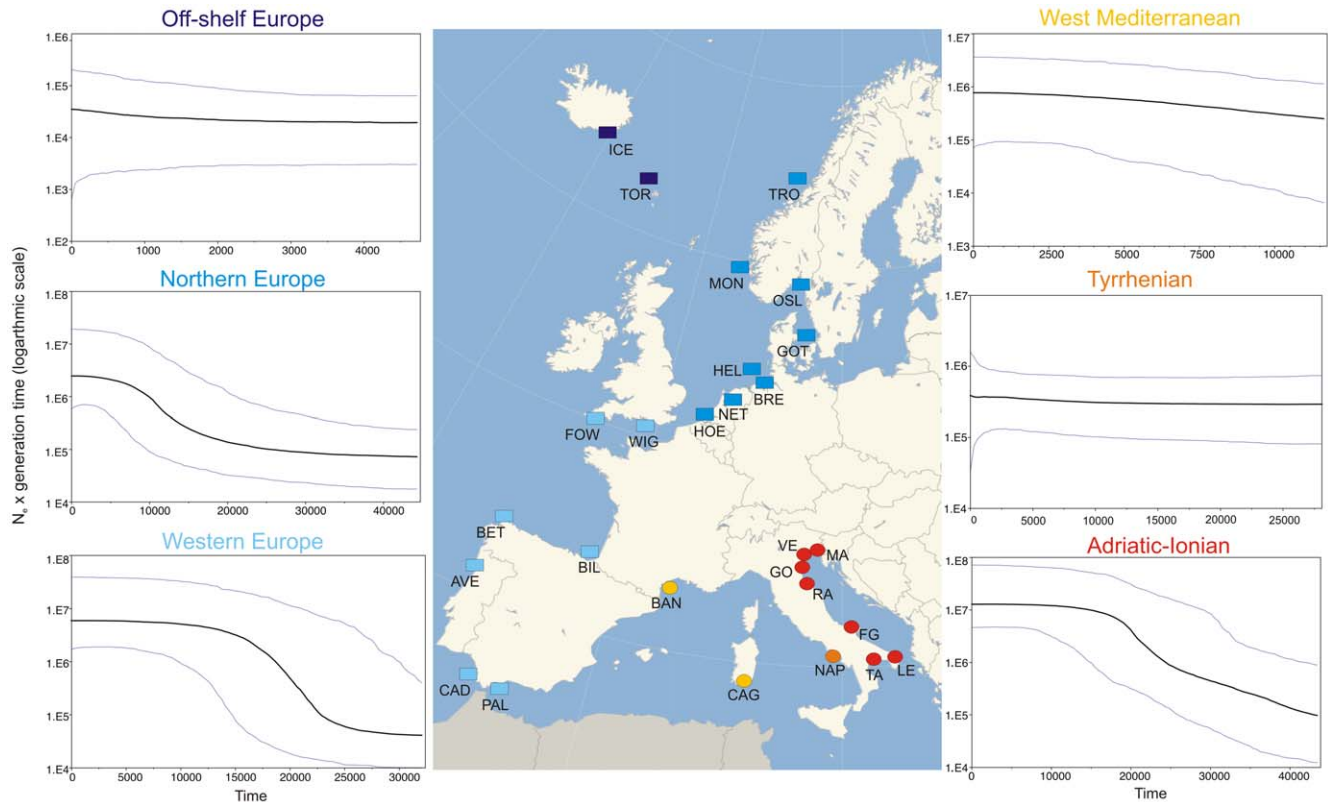 Off-shelf Europe
1.E6
1.E5
1.E4
1.E3
1.E2
0 1000 2000 3000 4000
Northern Europe
1.E8
1.E7
1.E6
1.E5
1.E4
0 10000 20000 30000 40000
Western Europe
1.E8
1.E7
1.E6
1.E5
1.E4
0 5000 10000 15000 20000 25000 30000
Time
Ne x generation time (logarthmic scale)
ICE
TOR
TRO
MON
OSL
GOT
HEL
BRE
NET
HOE
FOW
WIG
BET
BIL
AVE
BAN
VE
MA
GO
RA
FG
NAP
TA
LE
CAG
CAD
PAL
West Mediterranean
1.E7
1.E6
1.E5
1.E4
1.E3
0 2500 5000 7500 10000
Tyrrhenian
1.E7
1.E6
1.E5
1.E4
0 5000 10000 15000 20000 25000
Adriatic-Ionian
1.E8
1.E7
1.E6
1.E5
1.E4
0 10000 20000 30000 40000
Time